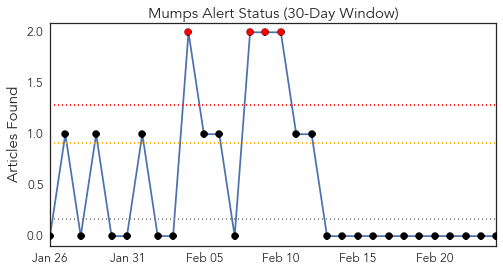 Mumps Alert Status (30-Day Window)
Articles Found
2.0
1.5
1.0
0.5
0.0
Jan 26 Jan 31 Feb 05 Feb 10 Feb 15 Feb 20